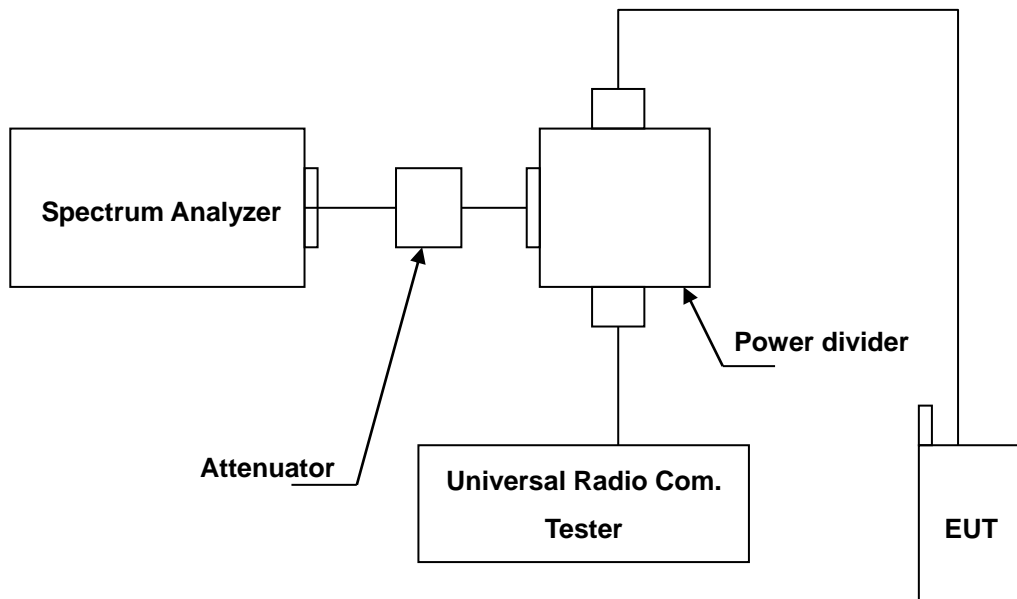 Spectrum Analyzer
Power divider
Attenuator
Universal Radio Com.
Tester
EUT